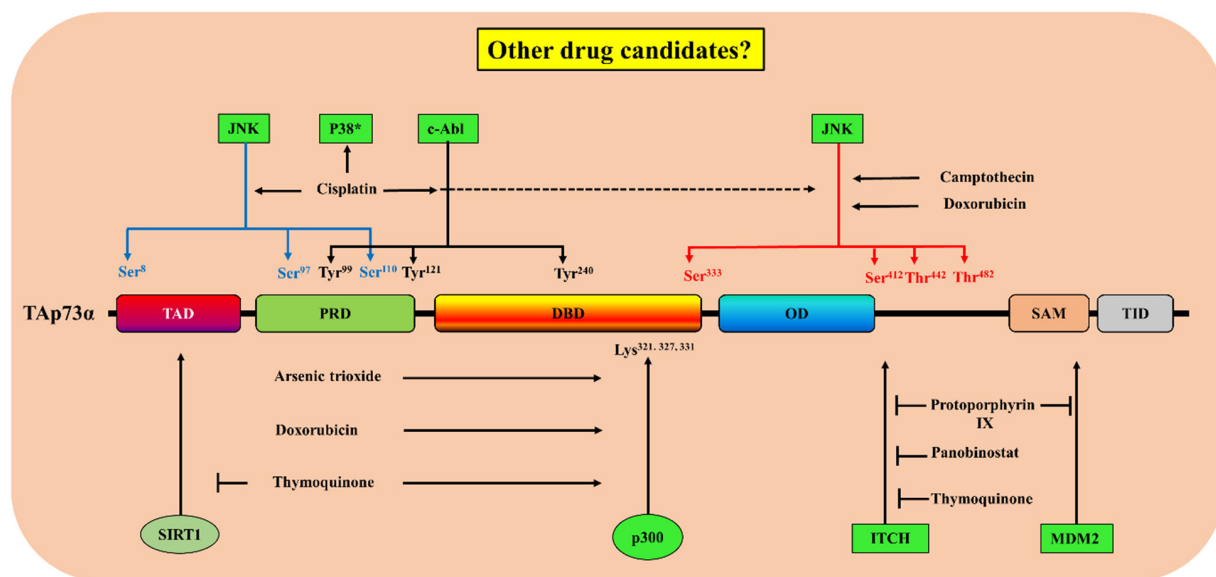 Other drug candidates?
JNK P38* c-Abl JNK
Cisplatin Camptothecin
Doxorubicin
Ser⁸ Ser⁹⁷ Tyr⁹⁹ Ser¹¹⁰ Tyr¹²¹ Tyr²⁴⁰ Ser³³³ Ser⁴¹² Thr⁴⁴² Thr⁴⁸²
TAp73α TAD PRD DBD OD SAM TID
Lys³²¹, ³²⁷, ³³¹
Arsenic trioxide
Protoporphyrin
IX
Doxorubicin
Panobinostat
Thymoquinone Thymoquinone
SIRT1 p300 ITCH MDM2